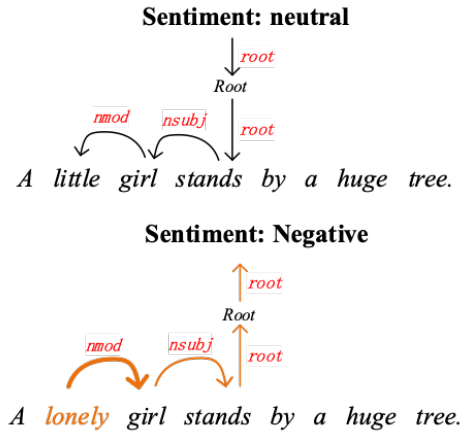 Sentiment: neutral
root
Root
nmod nsubj root
A little girl stands by a huge tree.
Sentiment: Negative
root
Root
nmod nsubj root
A lonely girl stands by a huge tree.